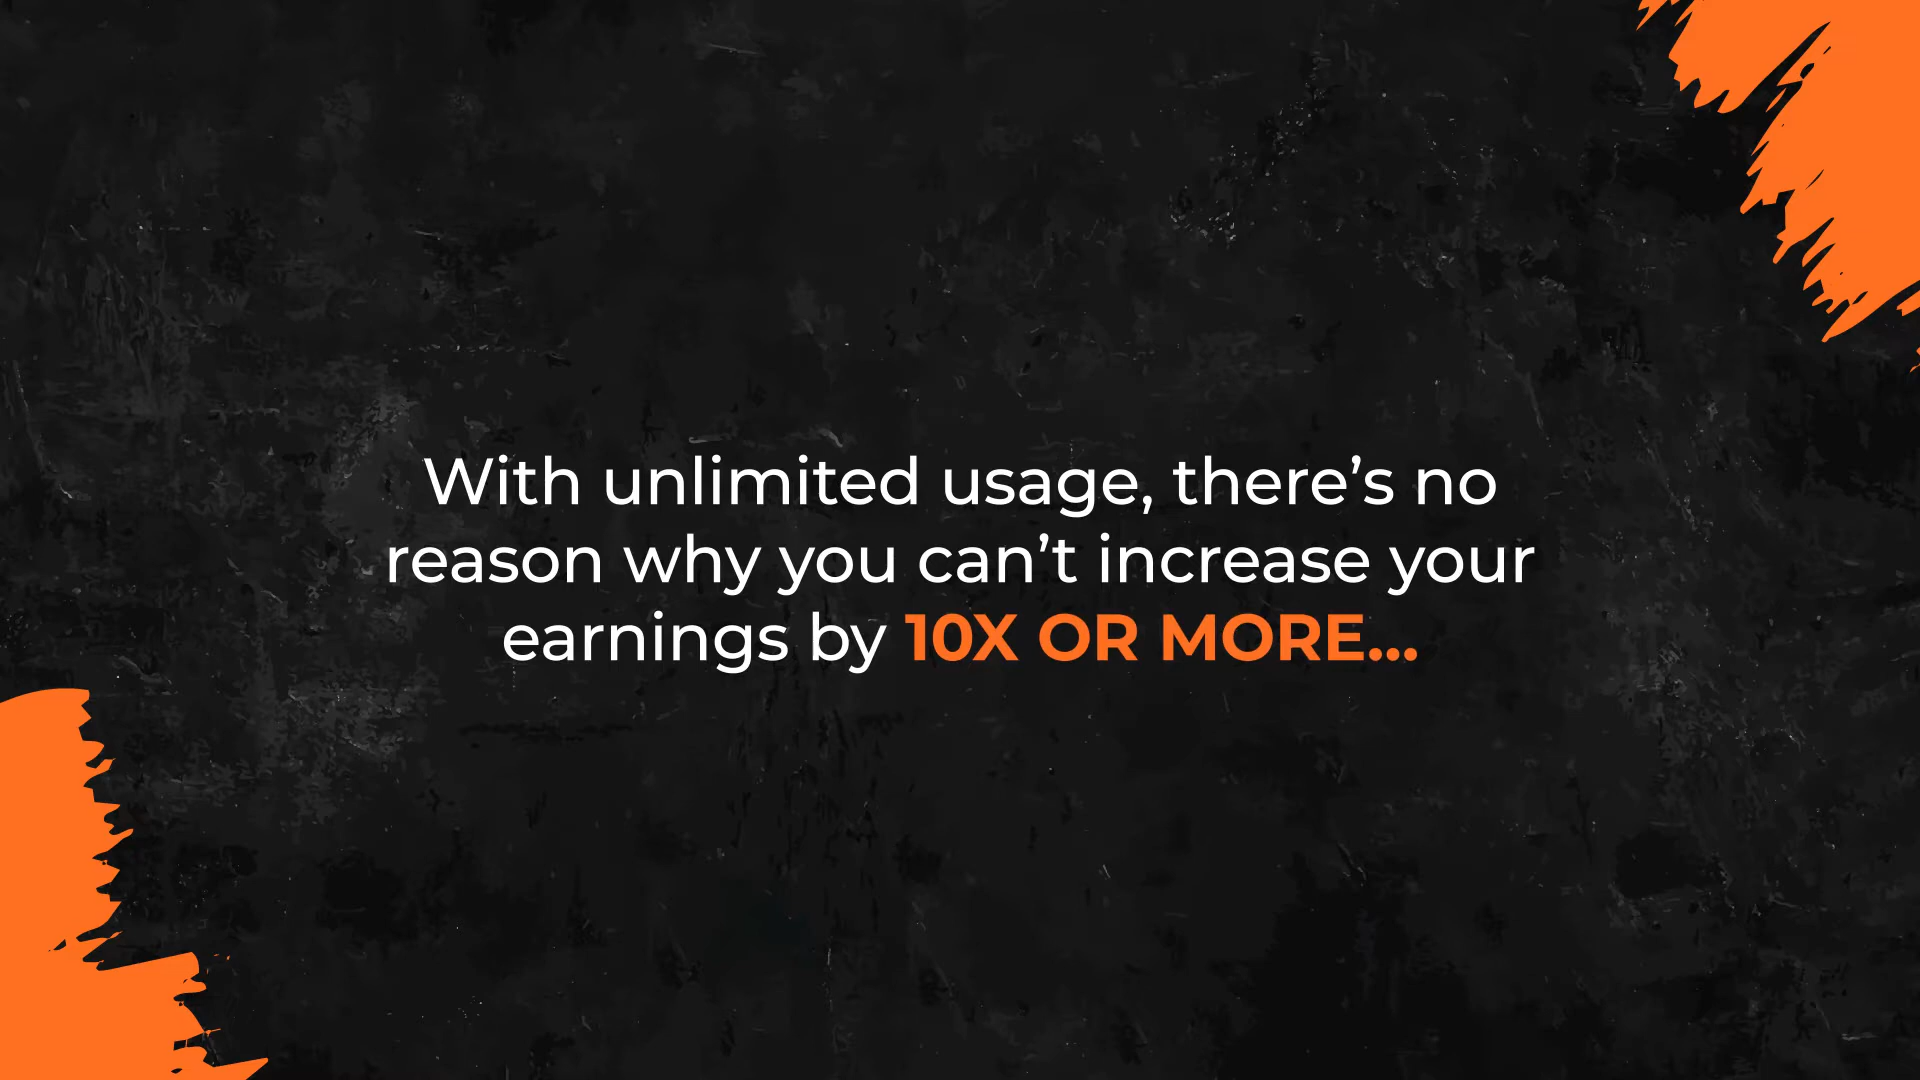 With unlimited usage, there’s no
reason why you can’t increase your
earnings by 10X OR MORE...